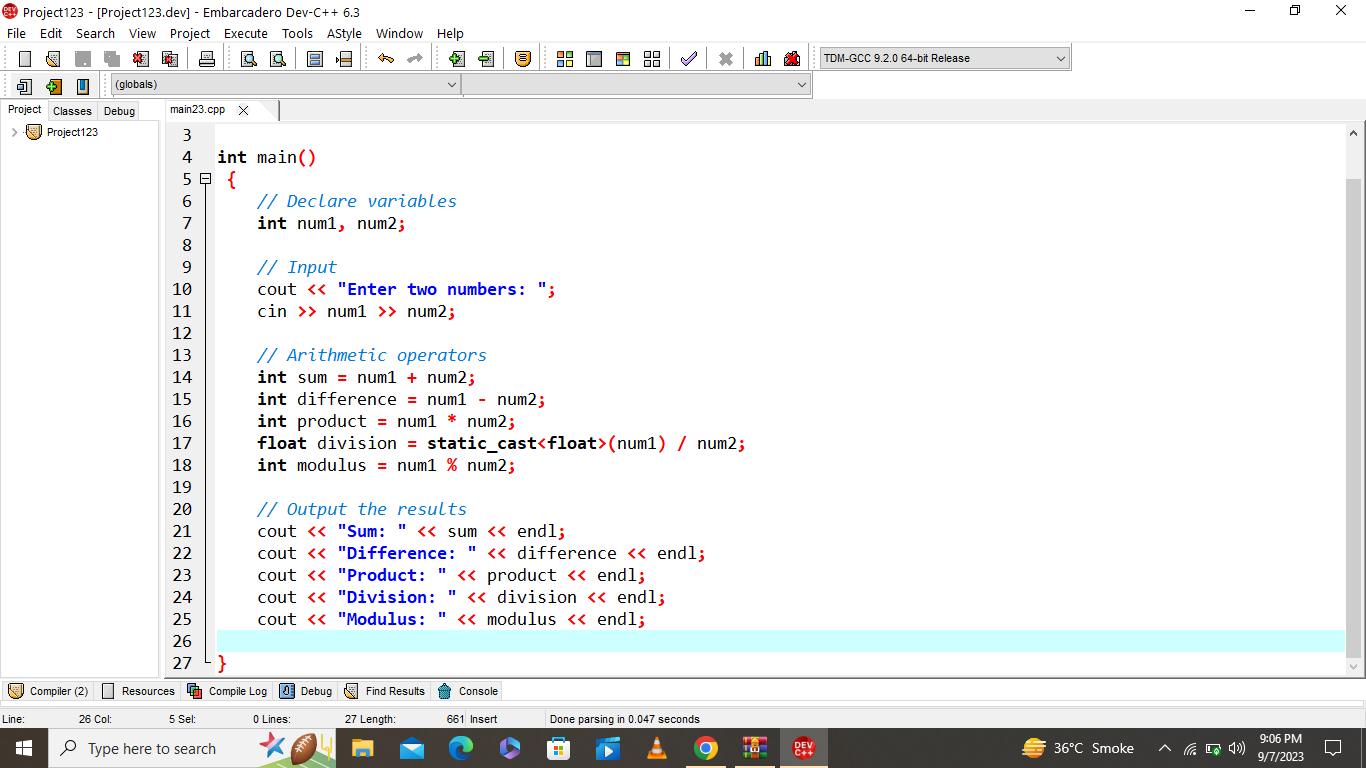 Project123 - [Project123.dev] - Embarcadero Dev-C++ 6.3
File Edit Search View Project Execute Tools AStyle Window Help
TDM-GCC 9.2.0 64-bit Release
(globals)
Project Classes Debug
main23.cpp
Project123
3
4 int main()
5 {
6 // Declare variables
7 int num1, num2;
8
9 // Input
10 cout << "Enter two numbers: ";
11 cin >> num1 >> num2;
12
13 // Arithmetic operators
14 int sum = num1 + num2;
15 int difference = num1 - num2;
16 int product = num1 * num2;
17 float division = static_cast<float>(num1) / num2;
18 int modulus = num1 % num2;
19
20 // Output the results
21 cout << "Sum: " << sum << endl;
22 cout << "Difference: " << difference << endl;
23 cout << "Product: " << product << endl;
24 cout << "Division: " << division << endl;
25 cout << "Modulus: " << modulus << endl;
26
27 }
Compiler (2) Resources Compile Log Debug Find Results Console
Line: 26 Col: 5 Sel: 0 Lines: 27 Length: 661 Insert Done parsing in 0.047 seconds
Type here to search
DEV C++
36°C Smoke
9:06 PM
9/7/2023